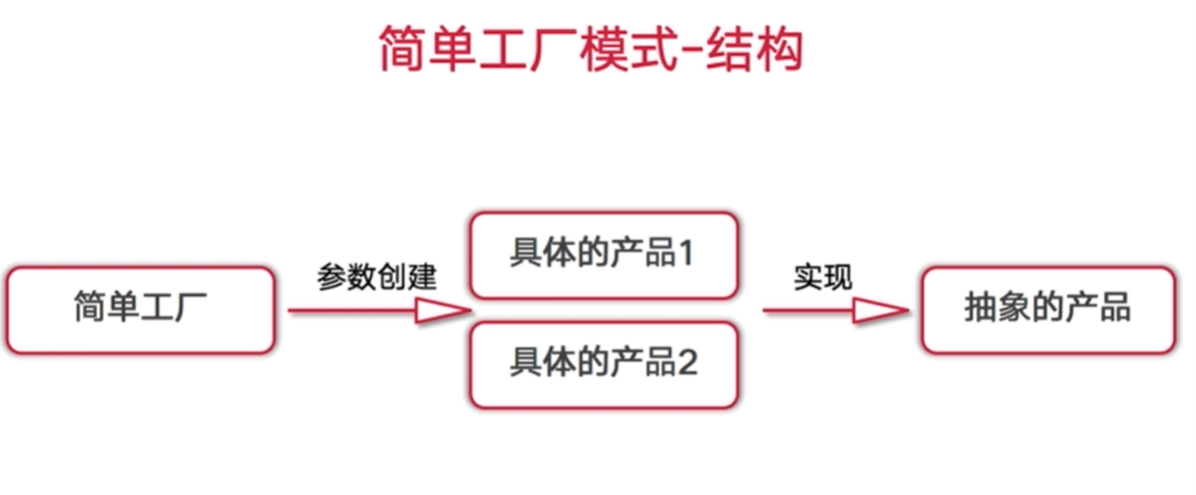 简单工厂模式-结构
简单工厂
参数创建
具体的产品1
具体的产品2
实现
抽象的产品